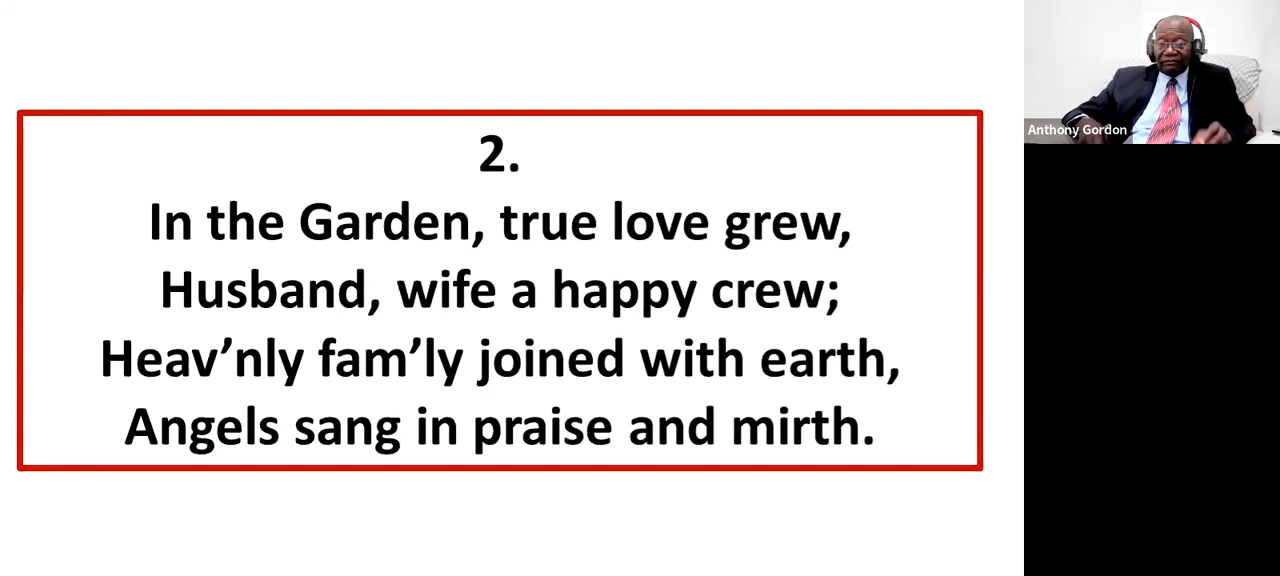 2.
In the Garden, true love grew,
Husband, wife a happy crew;
Heav’nly fam’ly joined with earth,
Angels sang in praise and mirth.
Anthony Gordon